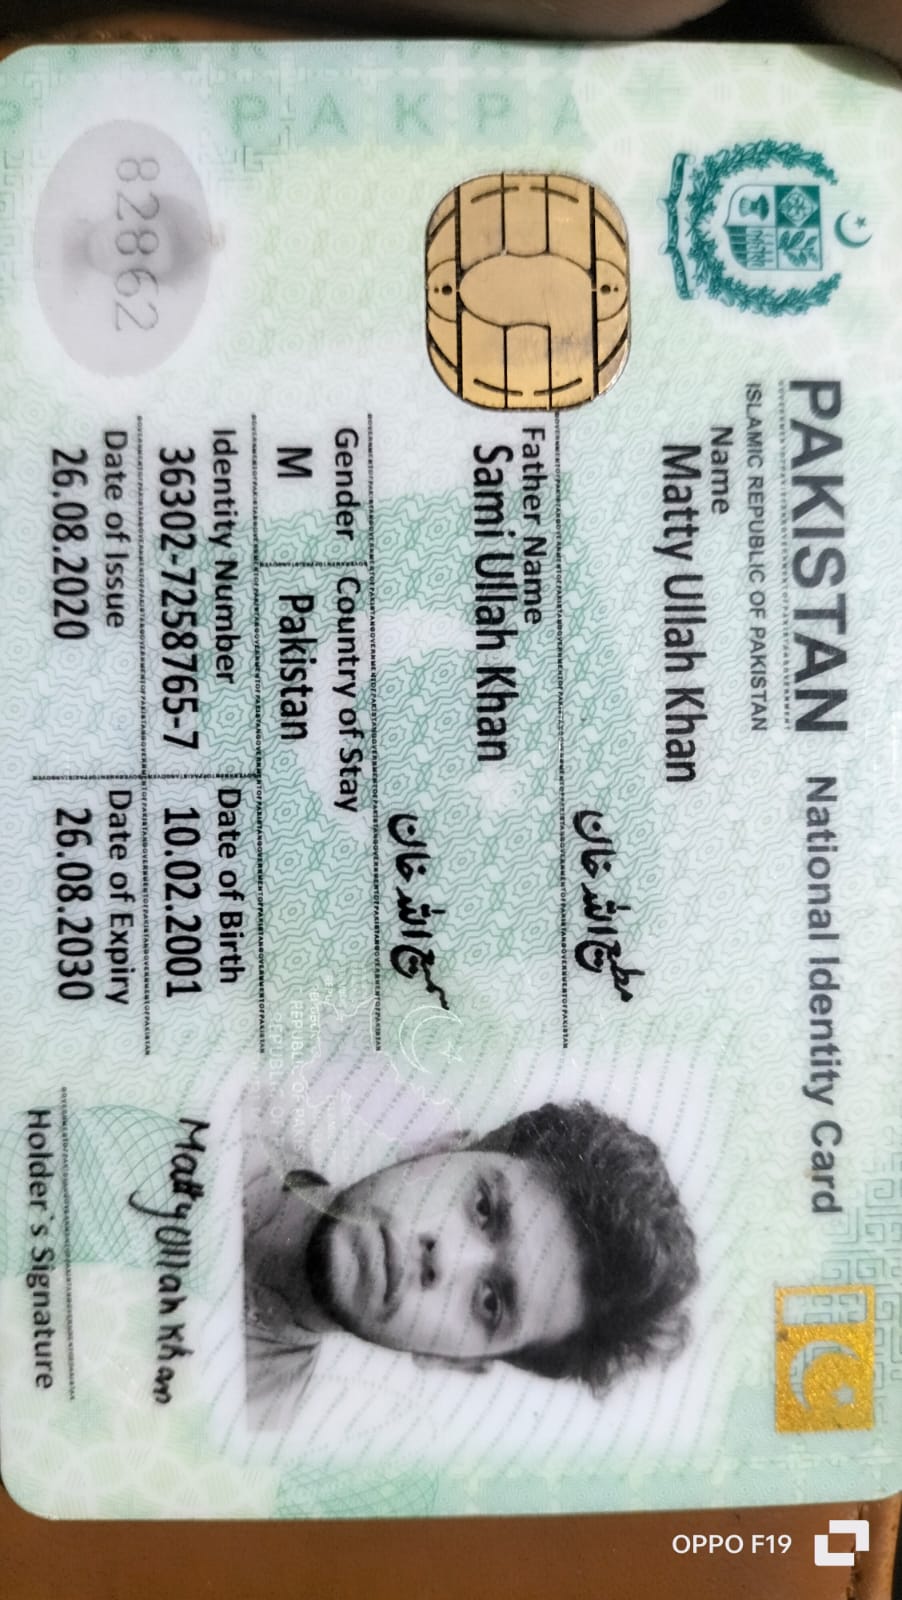 PAKISTAN National Identity Card
ISLAMIC REPUBLIC OF PAKISTAN
Name
Matty Ullah Khan
مطیع اللہ خان
Father Name
Sami Ullah Khan
سمیع اللہ خان
Gender Country of Stay
M Pakistan
Identity Number Date of Birth
36302-7258765-7 10.02.2001
Date of Issue Date of Expiry
26.08.2020 26.08.2030
82862
PAKPA
Matty Ullah Khan
Holder`s Signature
OPPO F19